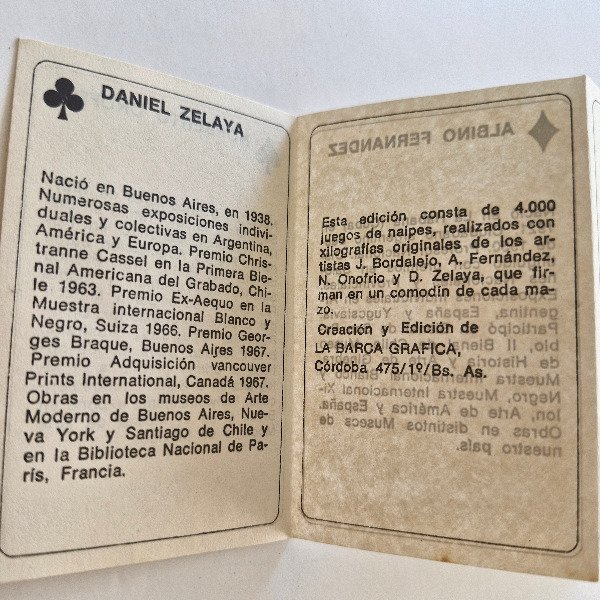 DANIEL ZELAYA
Nació en Buenos Aires, en 1938.
Numerosas exposiciones indivi-
duales y colectivas en Argentina,
América y Europa. Premio Chris-
tranne Cassel en la Primera Bie-
nal Americana del Grabado, Chi-
le 1963. Premio Ex-Aequo en la
Muestra internacional Blanco y
Negro, Suiza 1966. Premio Geor-
ges Braque, Buenos Aires 1967.
Premio Adquisición vancouver
Prints International, Canadá 1967.
Obras en los museos de Arte
Moderno de Buenos Aires, Nue-
va York y Santiago de Chile y
en la Biblioteca Nacional de Pa-
rís, Francia.
ALBINO FERNANDEZ
Esta edición consta de 4.000
juegos de naipes, realizados con
xilografías originales de los ar-
tistas J. Bordalejo, A. Fernández,
N. Onofrio y D. Zelaya, que fir-
man en un comodín de cada ma-
zo.
Creación y Edición de
LA BARCA GRAFICA,
Córdoba 475/1º/Bs. As.